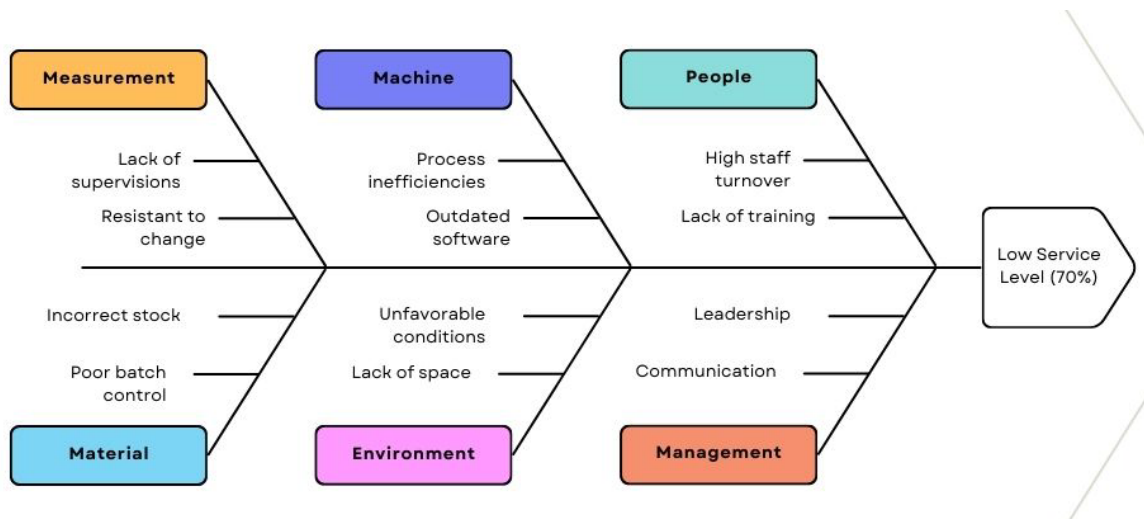 Measurement
Machine
People
Lack of
supervisions
Process
inefficiencies
High staff
turnover
Resistant to
change
Outdated
software
Lack of training
Low Service
Level (70%)
Incorrect stock
Unfavorable
conditions
Leadership
Poor batch
control
Lack of space
Communication
Material
Environment
Management